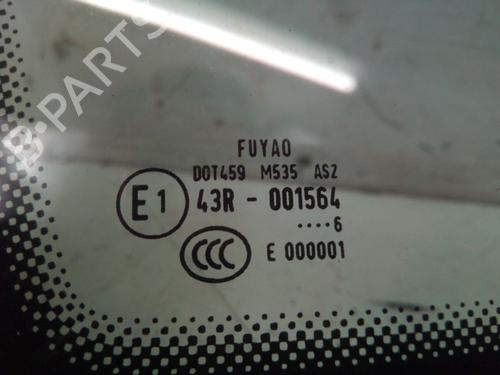 B-PARTS
FUYAO
DOT459 M535 AS2
E1 43R - 001564
....6
CCC E 000001